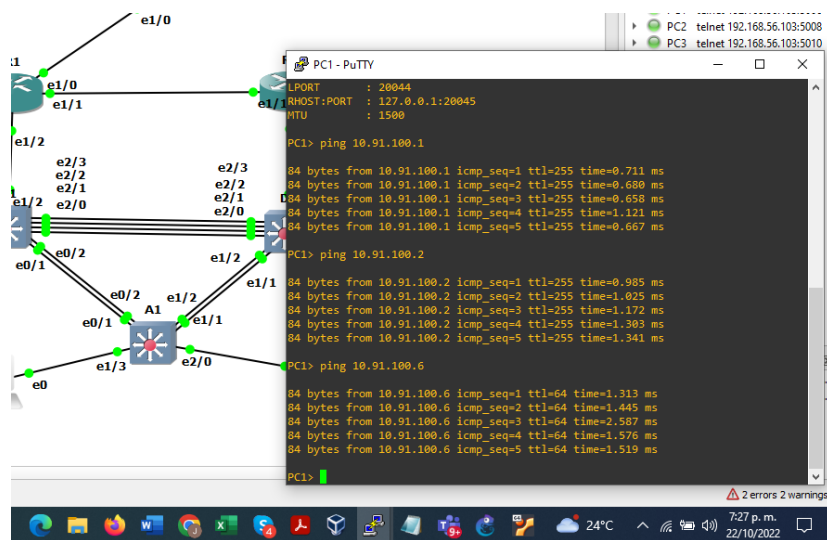 e1/0
PC2 telnet 192.168.56.103:5008
PC3 telnet 192.168.56.103:5010
e1/0
e1/1
e1/2
e2/3
e2/2
e2/1
e1/2 e2/0
e2/3
e2/2
e2/1
e2/0
e0/2
e0/1
e1/2
e1/1
e0/2 e1/2
A1
e0/1
e1/1
e1/3
e2/0
e0
PC1 - PuTTY
LPORT : 20044
RHOST:PORT : 127.0.0.1:20045
MTU : 1500
PC1> ping 10.91.100.1
84 bytes from 10.91.100.1 icmp_seq=1 ttl=255 time=0.711 ms
84 bytes from 10.91.100.1 icmp_seq=2 ttl=255 time=0.680 ms
84 bytes from 10.91.100.1 icmp_seq=3 ttl=255 time=0.658 ms
84 bytes from 10.91.100.1 icmp_seq=4 ttl=255 time=1.121 ms
84 bytes from 10.91.100.1 icmp_seq=5 ttl=255 time=0.667 ms
PC1> ping 10.91.100.2
84 bytes from 10.91.100.2 icmp_seq=1 ttl=255 time=0.985 ms
84 bytes from 10.91.100.2 icmp_seq=2 ttl=255 time=1.025 ms
84 bytes from 10.91.100.2 icmp_seq=3 ttl=255 time=1.172 ms
84 bytes from 10.91.100.2 icmp_seq=4 ttl=255 time=1.303 ms
84 bytes from 10.91.100.2 icmp_seq=5 ttl=255 time=1.341 ms
PC1> ping 10.91.100.6
84 bytes from 10.91.100.6 icmp_seq=1 ttl=64 time=1.313 ms
84 bytes from 10.91.100.6 icmp_seq=2 ttl=64 time=1.445 ms
84 bytes from 10.91.100.6 icmp_seq=3 ttl=64 time=2.587 ms
84 bytes from 10.91.100.6 icmp_seq=4 ttl=64 time=1.576 ms
84 bytes from 10.91.100.6 icmp_seq=5 ttl=64 time=1.519 ms
PC1>
2 errors 2 warnings
24°C
7:27 p. m.
22/10/2022